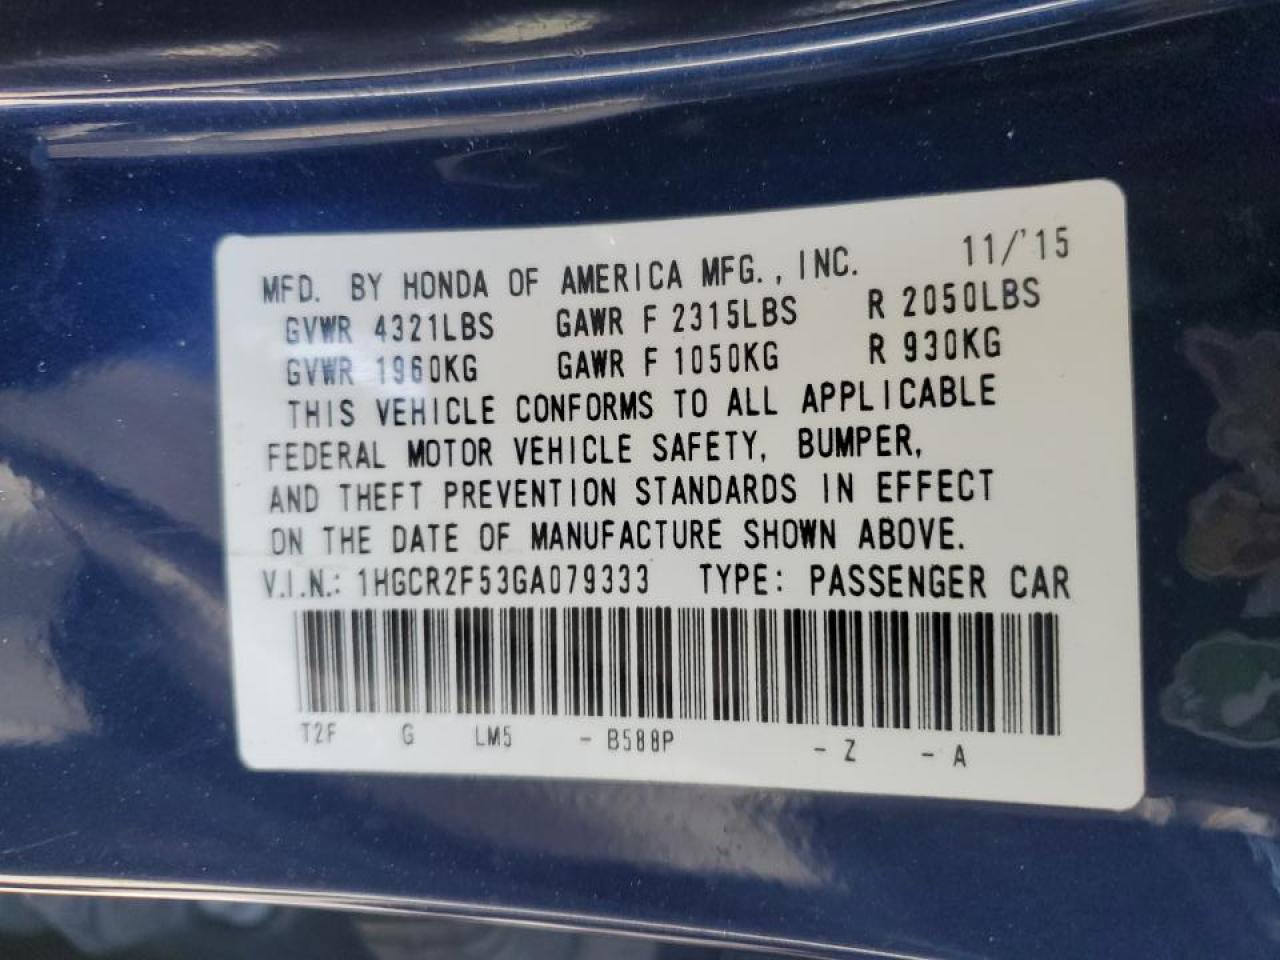 11/'15
MFD. BY HONDA OF AMERICA MFG., INC.
GVWR 4321LBS GAWR F 2315LBS R 2050LBS
GVWR 1960KG GAWR F 1050KG R 930KG
THIS VEHICLE CONFORMS TO ALL APPLICABLE
FEDERAL MOTOR VEHICLE SAFETY, BUMPER,
AND THEFT PREVENTION STANDARDS IN EFFECT
ON THE DATE OF MANUFACTURE SHOWN ABOVE.
V.I.N.: 1HGCR2F53GA079333 TYPE: PASSENGER CAR
T2F G LM5 - B588P - Z - A